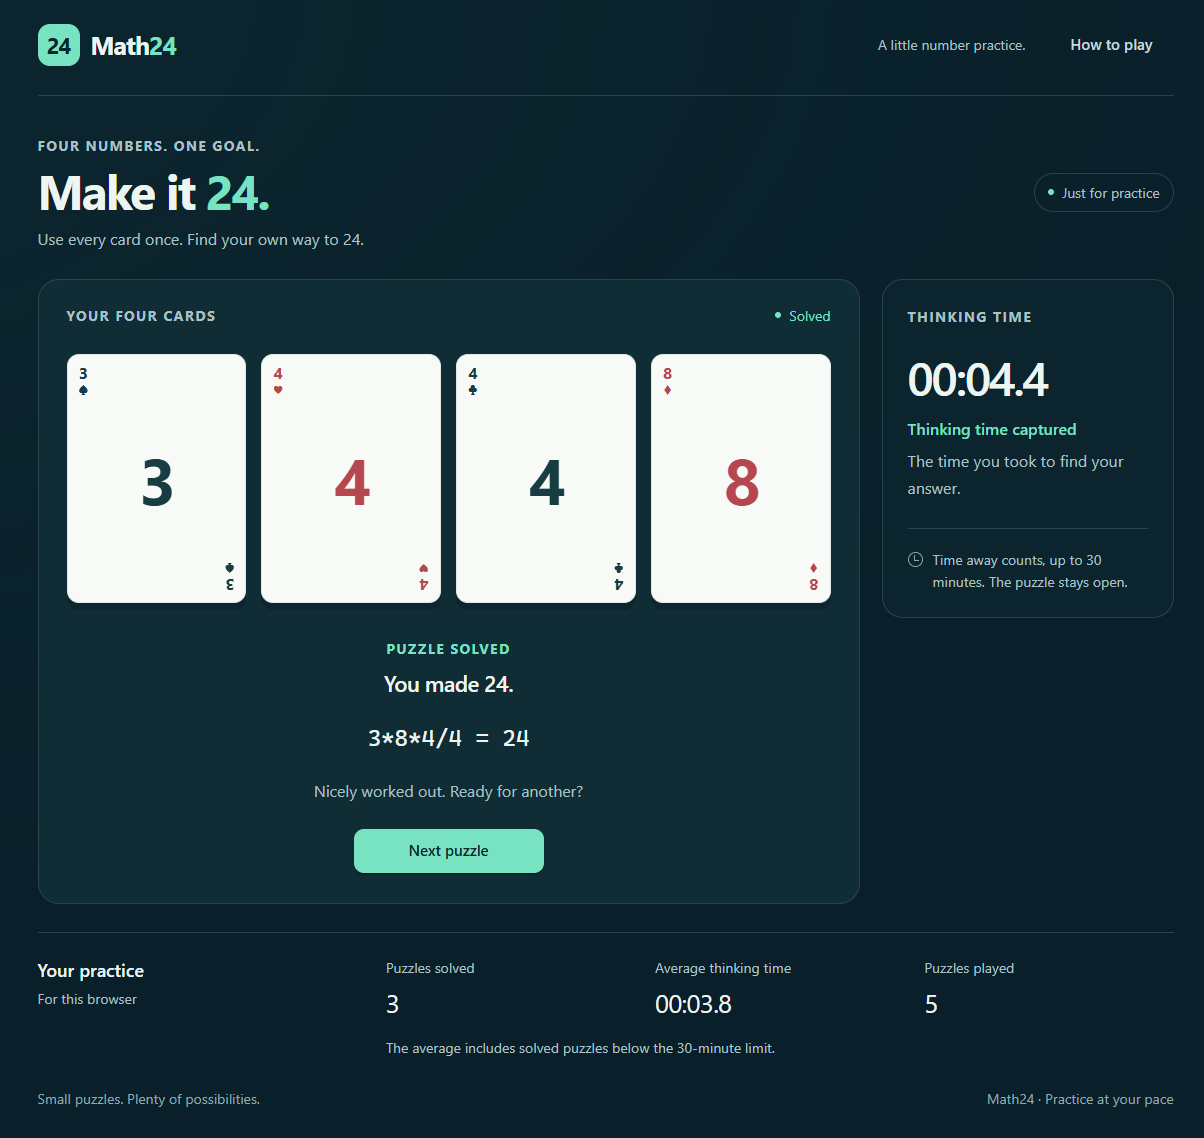 24 Math24
A little number practice.
How to play
FOUR NUMBERS. ONE GOAL.
Make it 24.
Just for practice
Use every card once. Find your own way to 24.
YOUR FOUR CARDS
Solved
3
3
3
4
4
4
4
4
4
8
8
8
PUZZLE SOLVED
You made 24.
3*8*4/4 = 24
Nicely worked out. Ready for another?
Next puzzle
THINKING TIME
00:04.4
Thinking time captured
The time you took to find your
answer.
Time away counts, up to 30
minutes. The puzzle stays open.
Your practice
For this browser
Puzzles solved
3
Average thinking time
00:03.8
Puzzles played
5
The average includes solved puzzles below the 30-minute limit.
Small puzzles. Plenty of possibilities.
Math24 · Practice at your pace